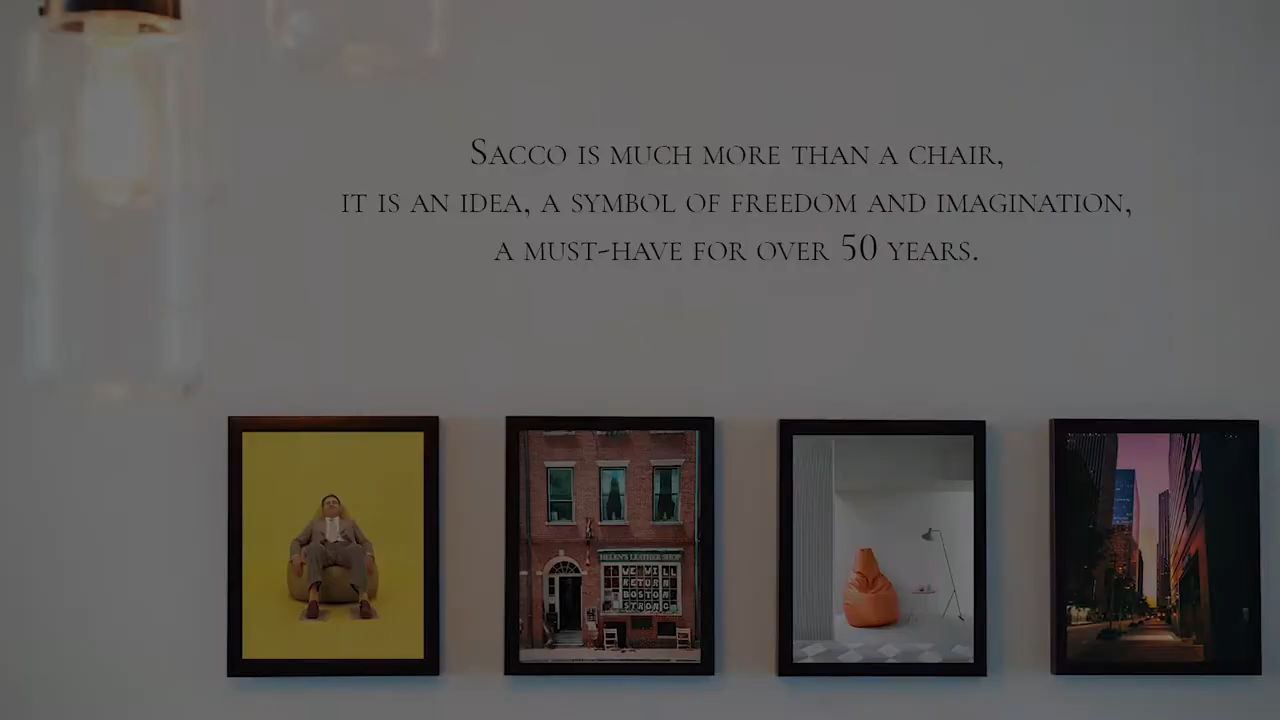 Sacco is much more than a chair,
it is an idea, a symbol of freedom and imagination,
a must-have for over 50 years.
HELEN'S LEATHER SHOP
WE WILL
RETURN
BOSTON
STRONG